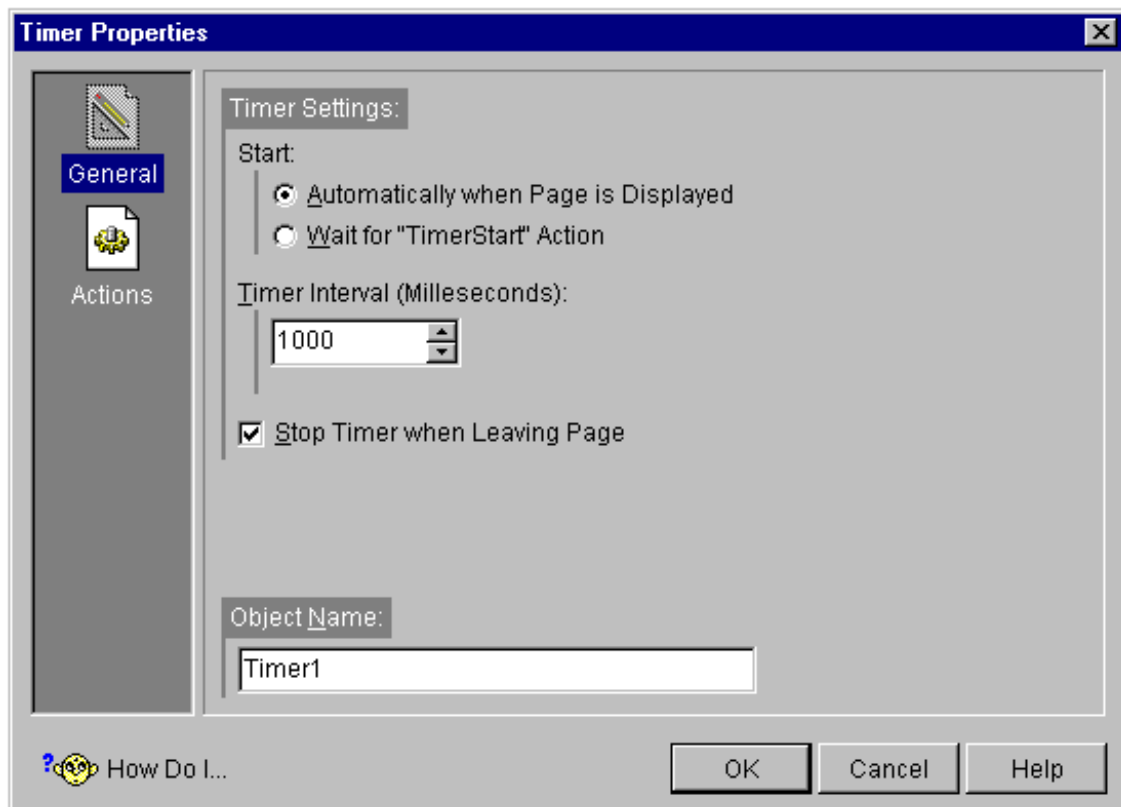 Timer Properties
General
Actions
Timer Settings:
Start:
Automatically when Page is Displayed
Wait for "TimerStart" Action
Timer Interval (Milleseconds):
1000
Stop Timer when Leaving Page
Object Name:
Timer1
? How Do I...
OK
Cancel
Help